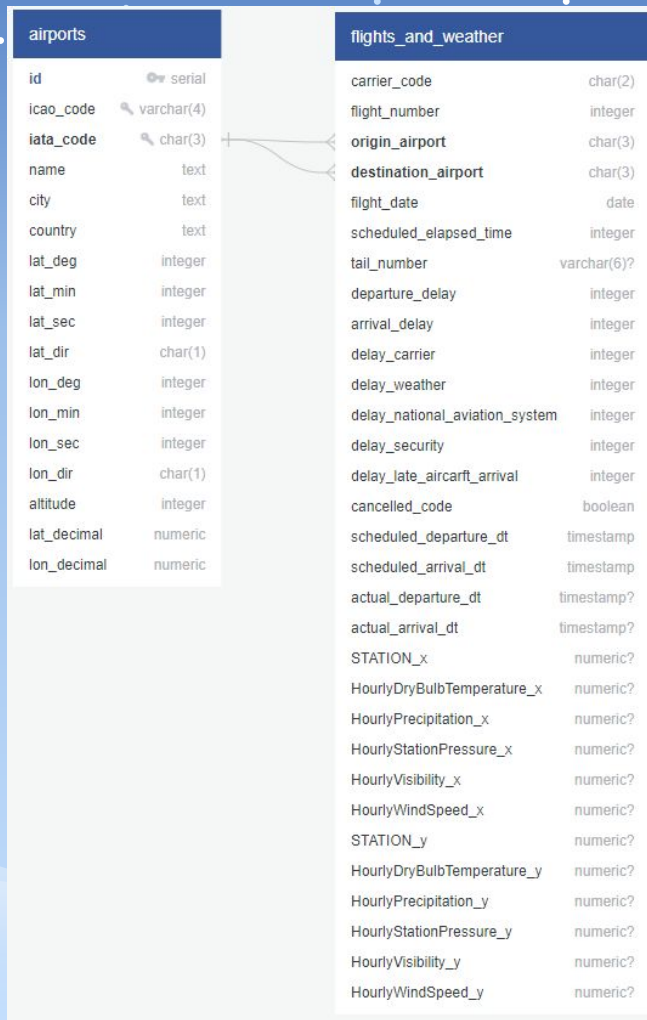 airports
id serial
icao_code varchar(4)
iata_code char(3)
name text
city text
country text
lat_deg integer
lat_min integer
lat_sec integer
lat_dir char(1)
lon_deg integer
lon_min integer
lon_sec integer
lon_dir char(1)
altitude integer
lat_decimal numeric
lon_decimal numeric
flights_and_weather
carrier_code char(2)
flight_number integer
origin_airport char(3)
destination_airport char(3)
filght_date date
scheduled_elapsed_time integer
tail_number varchar(6)?
departure_delay integer
arrival_delay integer
delay_carrier integer
delay_weather integer
delay_national_aviation_system integer
delay_security integer
delay_late_aircarft_arrival integer
cancelled_code boolean
scheduled_departure_dt timestamp
scheduled_arrival_dt timestamp
actual_departure_dt timestamp?
actual_arrival_dt timestamp?
STATION_x numeric?
HourlyDryBulbTemperature_x numeric?
HourlyPrecipitation_x numeric?
HourlyStationPressure_x numeric?
HourlyVisibility_x numeric?
HourlyWindSpeed_x numeric?
STATION_y numeric?
HourlyDryBulbTemperature_y numeric?
HourlyPrecipitation_y numeric?
HourlyStationPressure_y numeric?
HourlyVisibility_y numeric?
HourlyWindSpeed_y numeric?